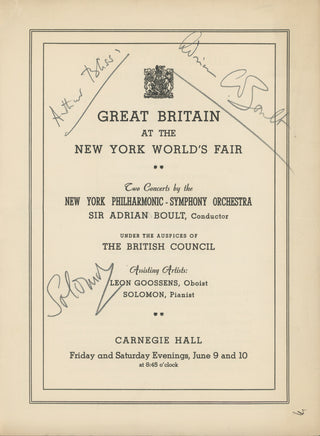 Arthur Bliss
Adrian C Boult
GREAT BRITAIN
AT THE
NEW YORK WORLD'S FAIR
Two Concerts by the
NEW YORK PHILHARMONIC-SYMPHONY ORCHESTRA
SIR ADRIAN BOULT, Conductor
UNDER THE AUSPICES OF
THE BRITISH COUNCIL
Assisting Artists:
LEON GOOSSENS, Oboist
SOLOMON, Pianist
Solomon
CARNEGIE HALL
Friday and Saturday Evenings, June 9 and 10
at 8:45 o'clock